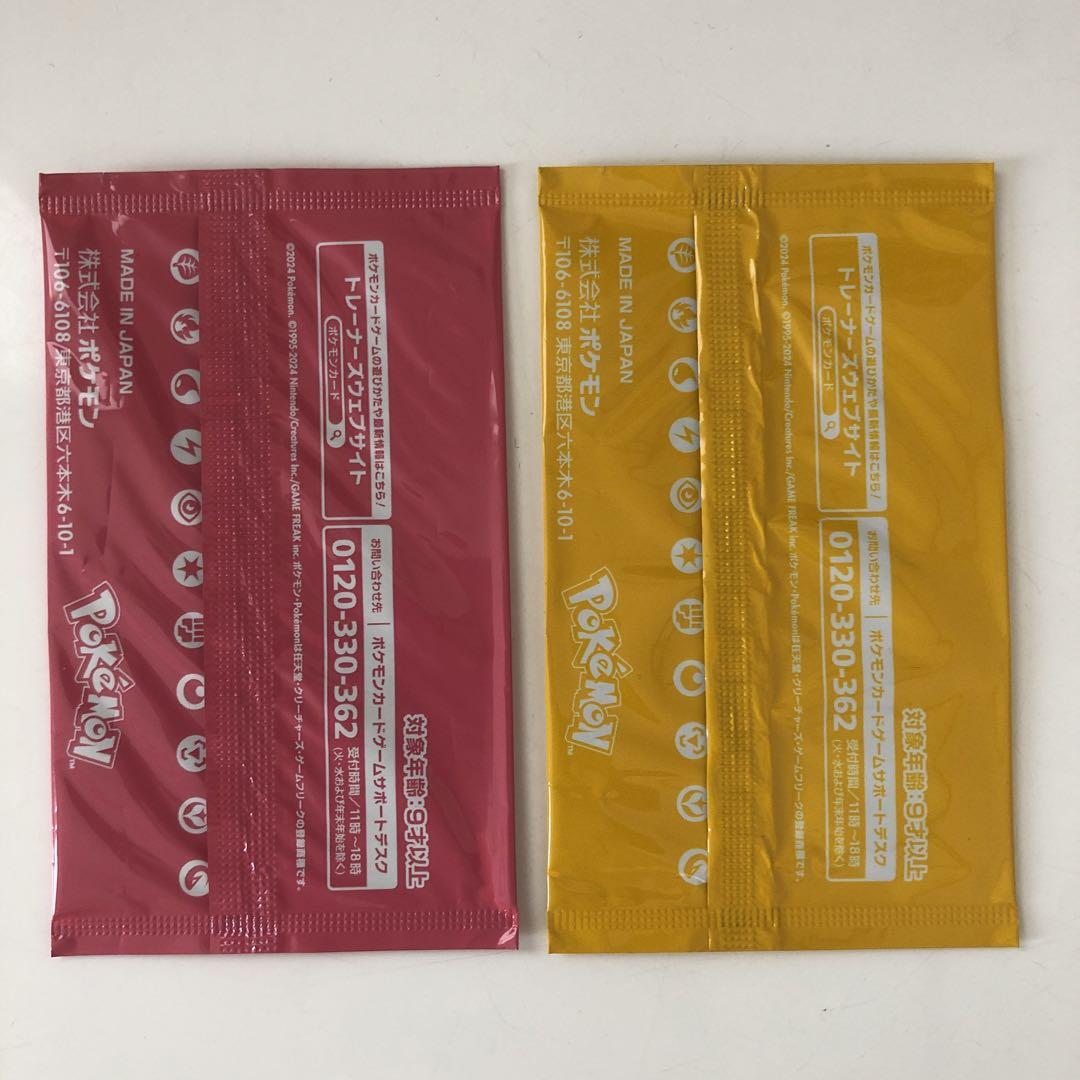 対象年齢:9才以上
ポケモンカードゲームの遊びかたや最新情報はこちら!
トレーナーズウェブサイト
ポケモンカード
お問い合わせ先 ポケモンカードゲームサポートデスク
0120-330-362 受付時間/11時~18時
(火・水および年末年始を除く)
©2024 Pokémon. ©1995-2024 Nintendo/Creatures Inc./GAME FREAK inc. ポケモン・Pokémonは任天堂・クリーチャーズ・ゲームフリークの登録商標です。
MADE IN JAPAN
株式会社 ポケモン
〒106-6108 東京都港区六本木6-10-1
POKéMON™
対象年齢:9才以上
ポケモンカードゲームの遊びかたや最新情報はこちら!
トレーナーズウェブサイト
ポケモンカード
お問い合わせ先 ポケモンカードゲームサポートデスク
0120-330-362 受付時間/11時~18時
(火・水および年末年始を除く)
©2024 Pokémon. ©1995-2024 Nintendo/Creatures Inc./GAME FREAK inc. ポケモン・Pokémonは任天堂・クリーチャーズ・ゲームフリークの登録商標です。
MADE IN JAPAN
株式会社 ポケモン
〒106-6108 東京都港区六本木6-10-1
POKéMON™